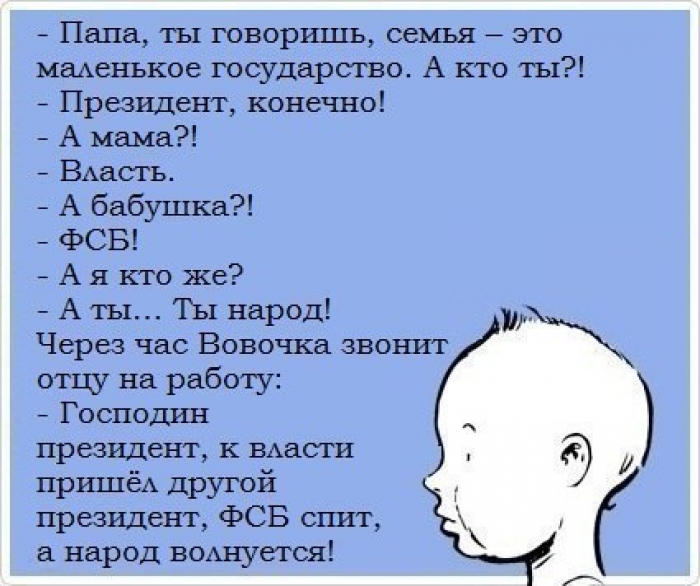 - Папа, ты говоришь, семья – это
маленькое государство. А кто ты?!
- Президент, конечно!
- А мама?!
- Власть.
- А бабушка?!
- ФСБ!
- А я кто же?
- А ты... Ты народ!
Через час Вовочка звонит
отцу на работу:
- Господин
президент, к власти
пришёл другой
президент, ФСБ спит,
а народ волнуется!